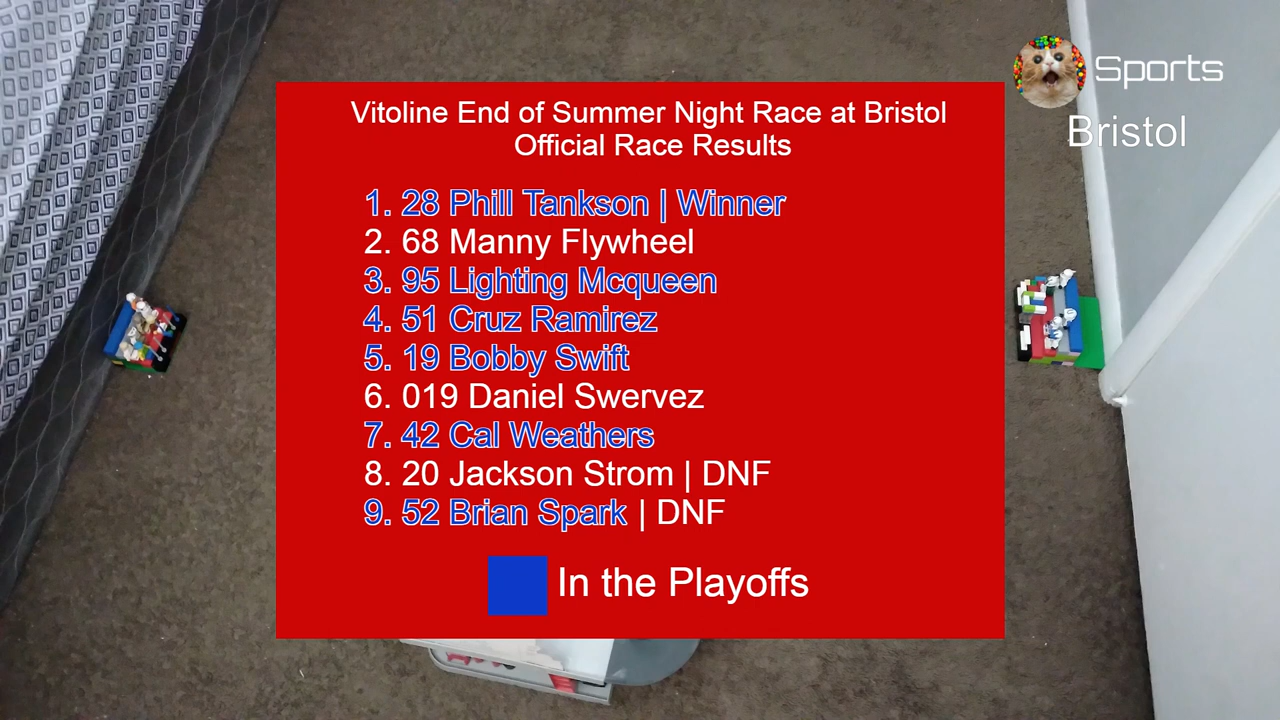 Sports
Bristol
Vitoline End of Summer Night Race at Bristol
Official Race Results
1. 28 Phill Tankson | Winner
2. 68 Manny Flywheel
3. 95 Lighting Mcqueen
4. 51 Cruz Ramirez
5. 19 Bobby Swift
6. 019 Daniel Swervez
7. 42 Cal Weathers
8. 20 Jackson Strom | DNF
9. 52 Brian Spark | DNF
In the Playoffs